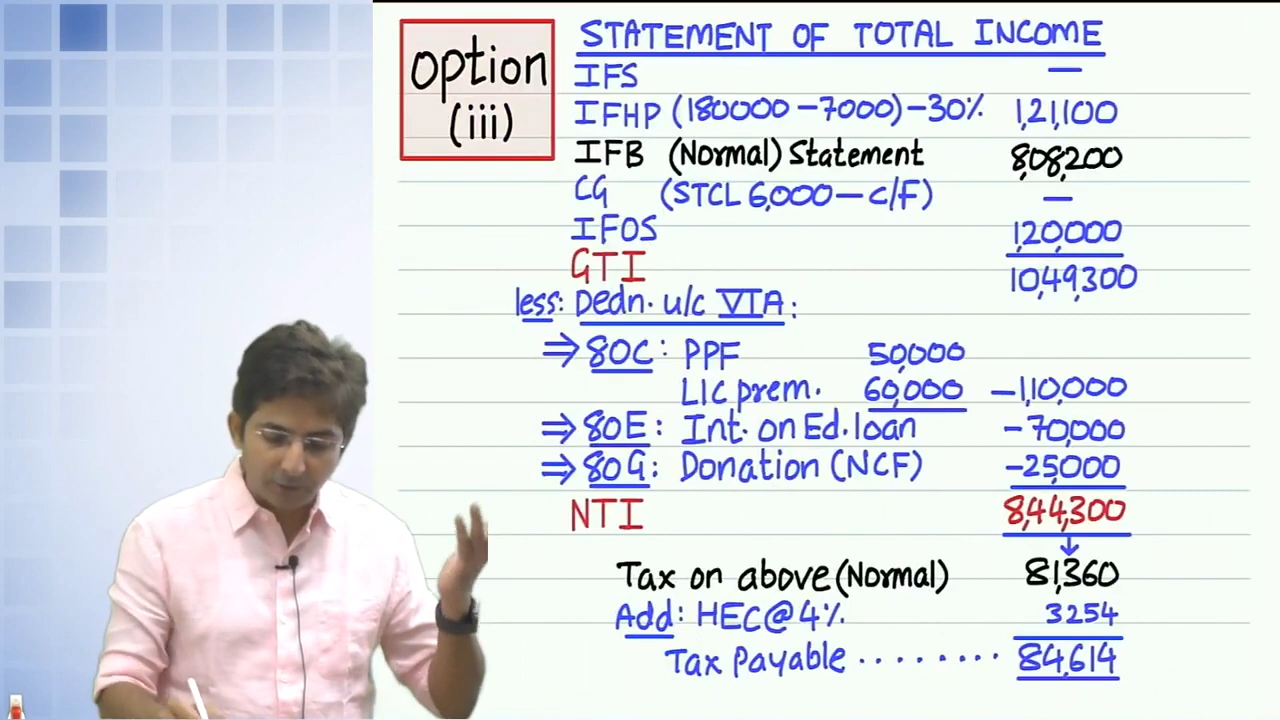 Option
(iii)
STATEMENT OF TOTAL INCOME
IFS —
IFHP (180000 – 7000) – 30% 1,21,100
IFB (Normal) Statement 8,08,200
CG (STCL 6,000 – C/F) —
IFOS 1,20,000
GTI 10,49,300
less: Dedn. u/c VIA:
⇒ 80C: PPF 50,000
LIC prem. 60,000 –1,10,000
⇒ 80E: Int. on Ed. loan –70,000
⇒ 80G: Donation (NCF) –25,000
NTI 8,44,300
↓
Tax on above (Normal) 81,360
Add: HEC@4% 3254
Tax Payable ........ 84,614